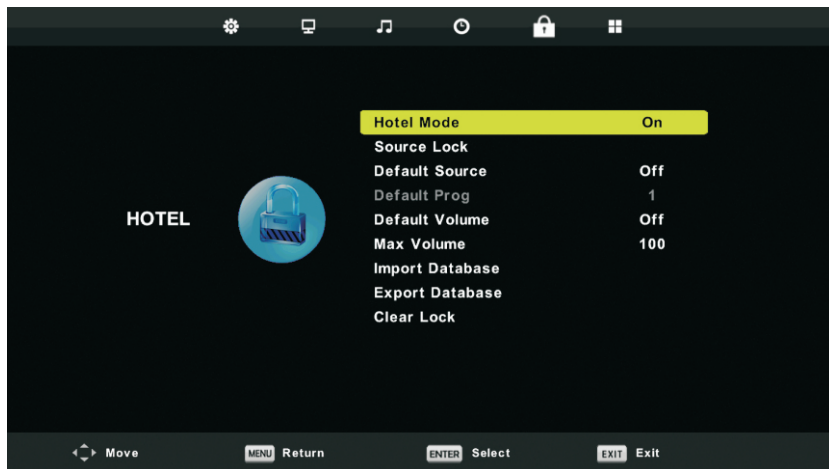 Hotel Mode On
Source Lock
Default Source Off
Default Prog 1
HOTEL
Default Volume Off
Max Volume 100
Import Database
Export Database
Clear Lock
Move MENU Return ENTER Select EXIT Exit